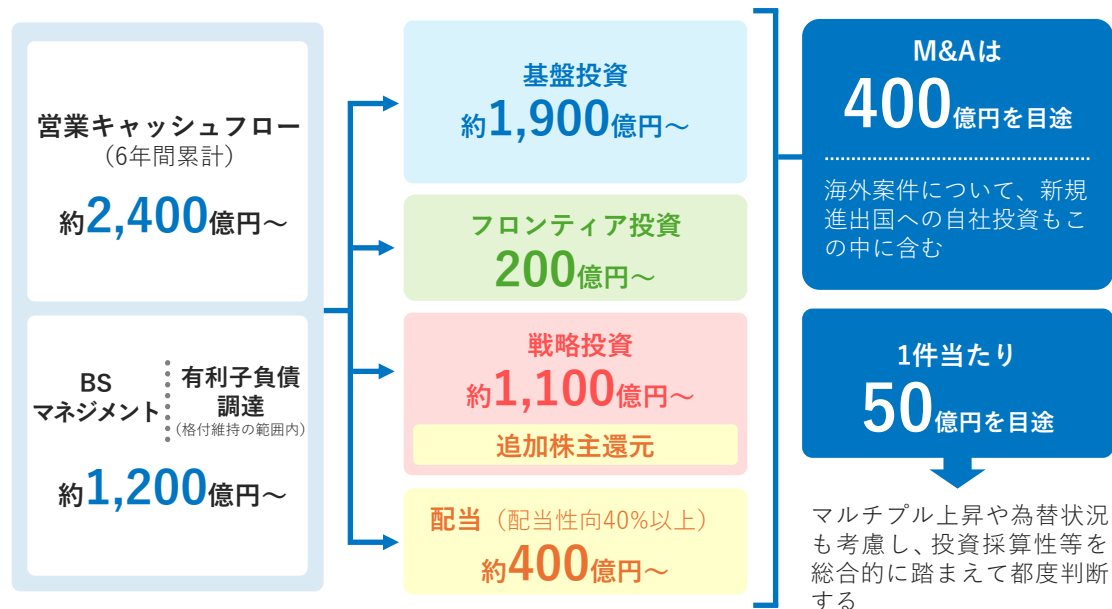 営業キャッシュフロー
（6年間累計）
約2,400億円～
BS
マネジメント
有利子負債
調達
（格付維持の範囲内）
約1,200億円～
基盤投資
約1,900億円～
フロンティア投資
200億円～
戦略投資
約1,100億円～
追加株主還元
配当（配当性向40%以上）
約400億円～
M&Aは
400億円を目途
海外案件について、新規
進出国への自社投資もこ
の中に含む
1件当たり
50億円を目途
マルチプル上昇や為替状況
も考慮し、投資採算性等を
総合的に踏まえて都度判断
する